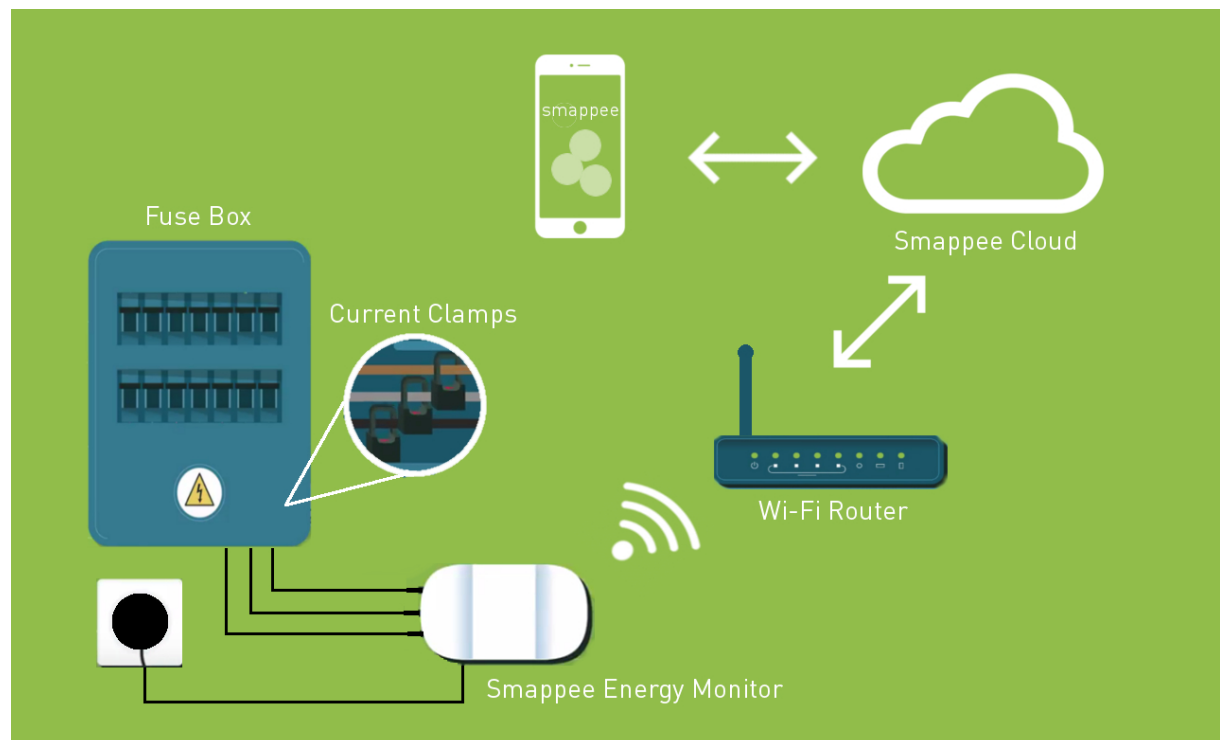 smappee
Fuse Box
Smappee Cloud
Current Clamps
Wi-Fi Router
Smappee Energy Monitor